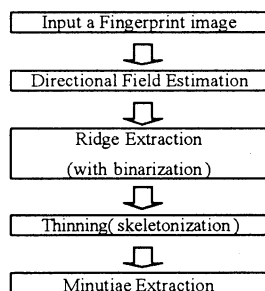 Input a Fingerprint image
Directional Field Estimation
Ridge Extraction
(with binarization)
Thinning(skeletonization)
Minutiae Extraction